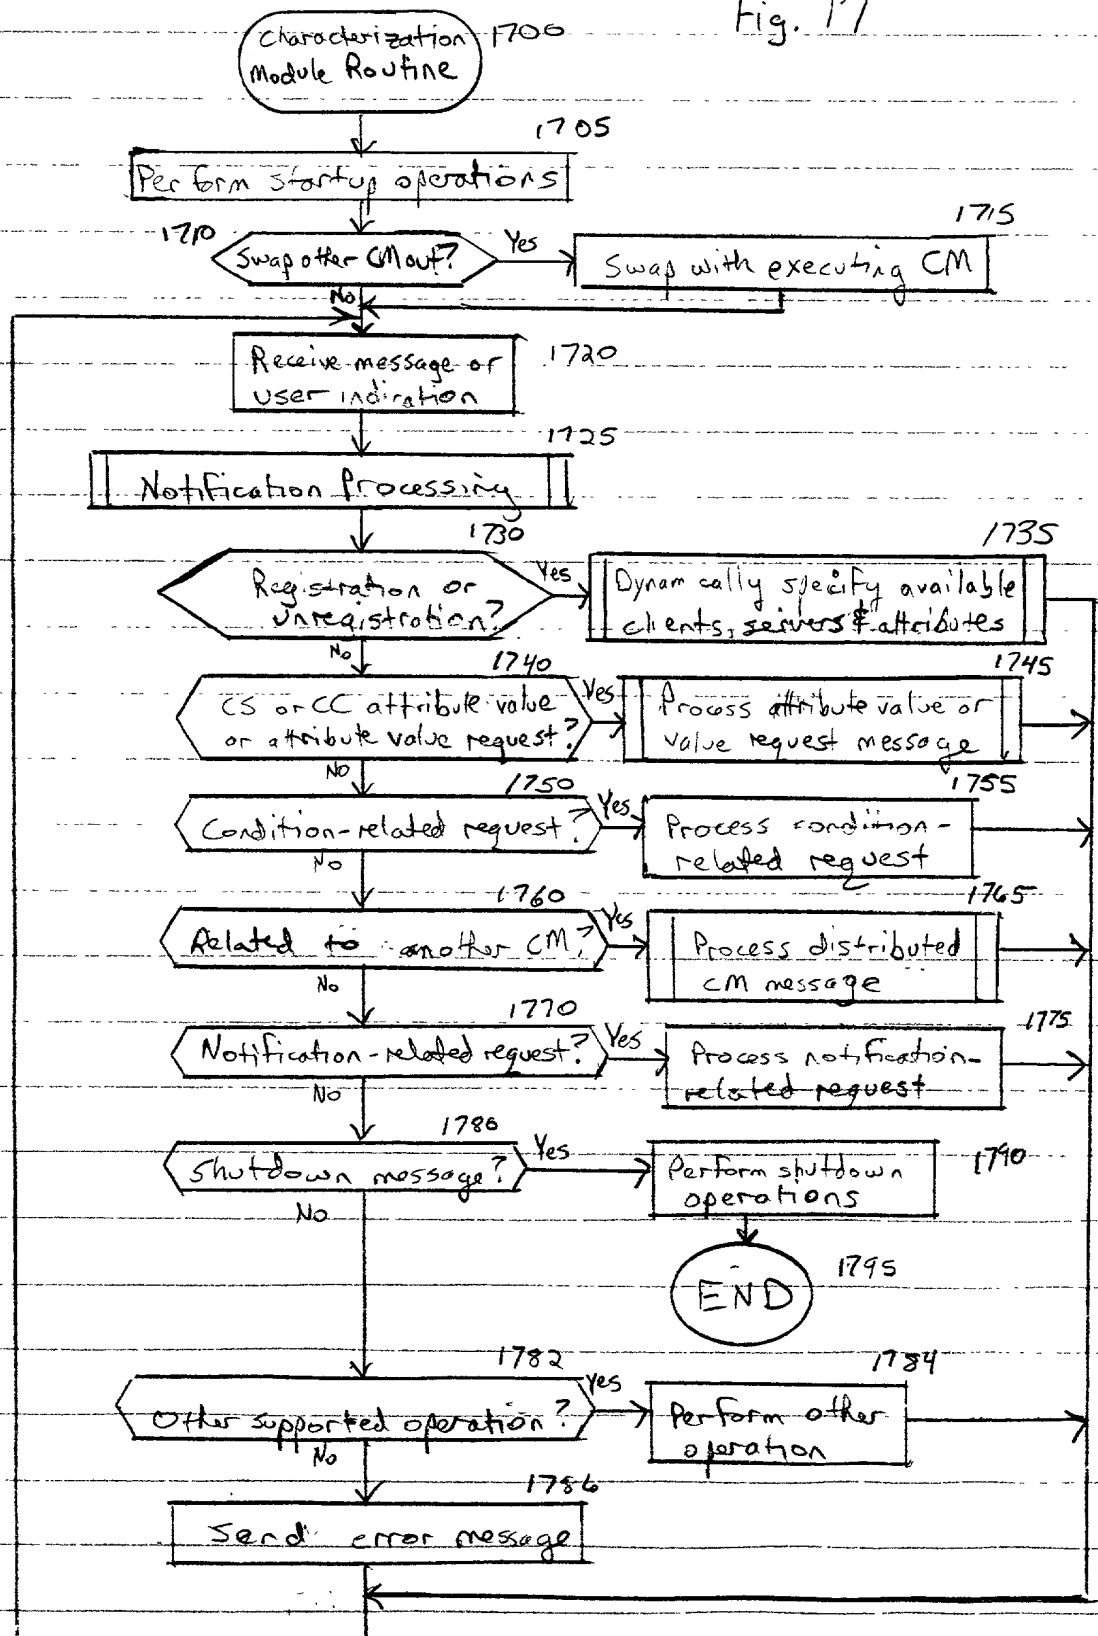 Fig. 17
Characterization 1700
Module Routine
1705
Perform startup operations
1710
Swap other CM out?
Yes
1715
Swap with executing CM
No
Receive message or
user indication
1720
1725
Notification Processing
1730
Registration or
unregistration?
Yes
1735
Dynamcally specify available
clients, servers & attributes
No
1740
CS or CC attribute value
or attribute value request?
Yes
1745
Process attribute value or
value request message
No
1750
Condition-related request?
Yes
1755
Process condition-
related request
No
1760
Related to another CM?
Yes
1765
Process distributed
CM message
No
1770
Notification-related request?
Yes
1775
Process notification-
related request
No
1780
Shutdown message?
Yes
1790
Perform shutdown
operations
No
1795
END
1782
Other supported operation?
Yes
1784
Perform other
operation
No
1786
Send error message